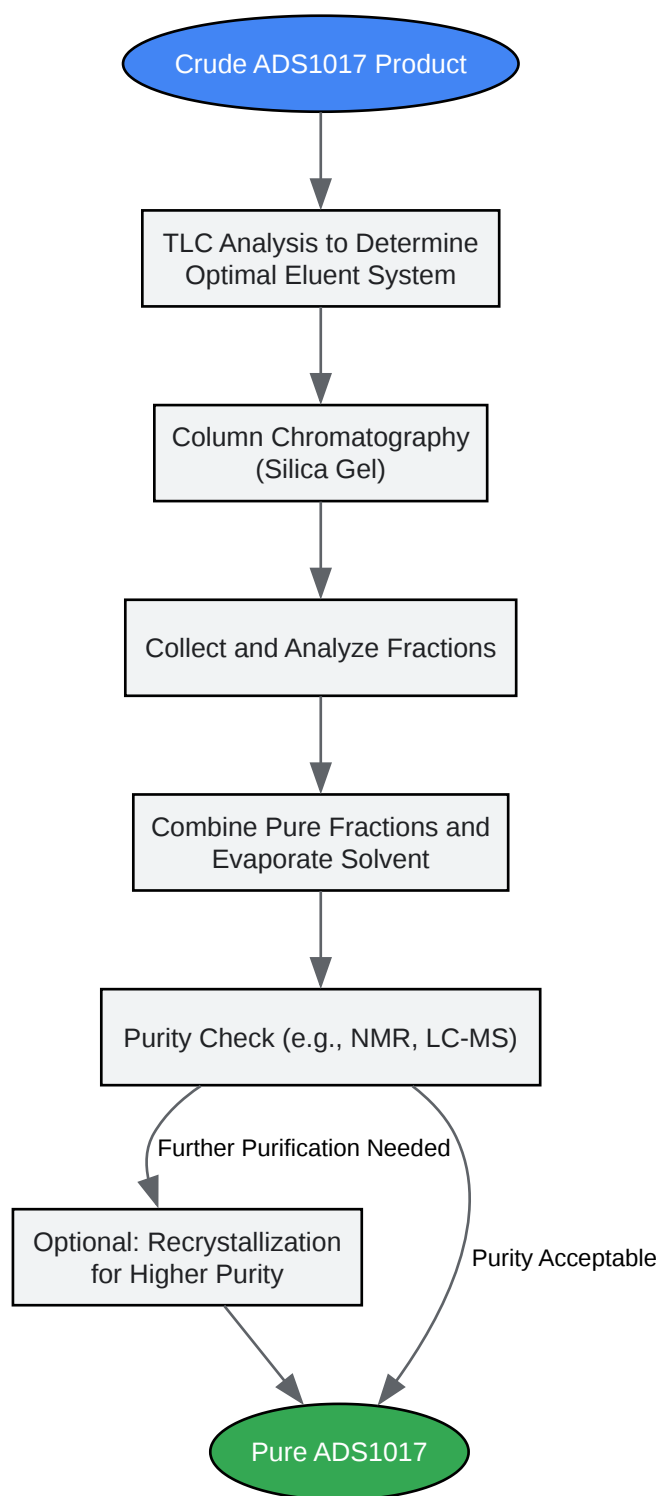 Crude ADS1017 Product
TLC Analysis to Determine
Optimal Eluent System
Column Chromatography
(Silica Gel)
Collect and Analyze Fractions
Combine Pure Fractions and
Evaporate Solvent
Purity Check (e.g., NMR, LC-MS)
Further Purification Needed
Optional: Recrystallization
for Higher Purity
Purity Acceptable
Pure ADS1017